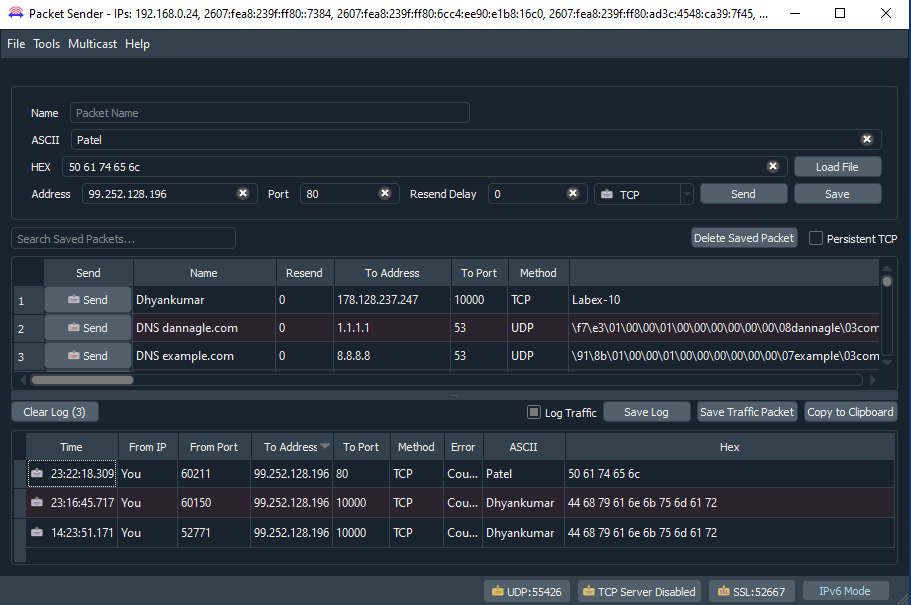 Packet Sender - IPs: 192.168.0.24, 2607:fea8:239f:ff80::7384, 2607:fea8:239f:ff80:6cc4:ee90:e1b8:16c0, 2607:fea8:239f:ff80:ad3c:4548:ca39:7f45, ...
File Tools Multicast Help
Name Packet Name
ASCII Patel
HEX 50 61 74 65 6c Load File
Address 99.252.128.196 Port 80 Resend Delay 0 TCP Send Save
Search Saved Packets... Delete Saved Packet Persistent TCP
Send Name Resend To Address To Port Method
1 Send Dhyankumar 0 178.128.237.247 10000 TCP Labex-10
2 Send DNS dannagle.com 0 1.1.1.1 53 UDP \f7\e3\01\00\00\01\00\00\00\00\00\00\08dannagle\03com
3 Send DNS example.com 0 8.8.8.8 53 UDP \91\8b\01\00\00\01\00\00\00\00\00\00\07example\03com
Clear Log (3) Log Traffic Save Log Save Traffic Packet Copy to Clipboard
Time From IP From Port To Address To Port Method Error ASCII Hex
23:22:18.309 You 60211 99.252.128.196 80 TCP Cou... Patel 50 61 74 65 6c
23:16:45.717 You 60150 99.252.128.196 10000 TCP Cou... Dhyankumar 44 68 79 61 6e 6b 75 6d 61 72
14:23:51.171 You 52771 99.252.128.196 10000 TCP Cou... Dhyankumar 44 68 79 61 6e 6b 75 6d 61 72
UDP:55426 TCP Server Disabled SSL:52667 IPv6 Mode